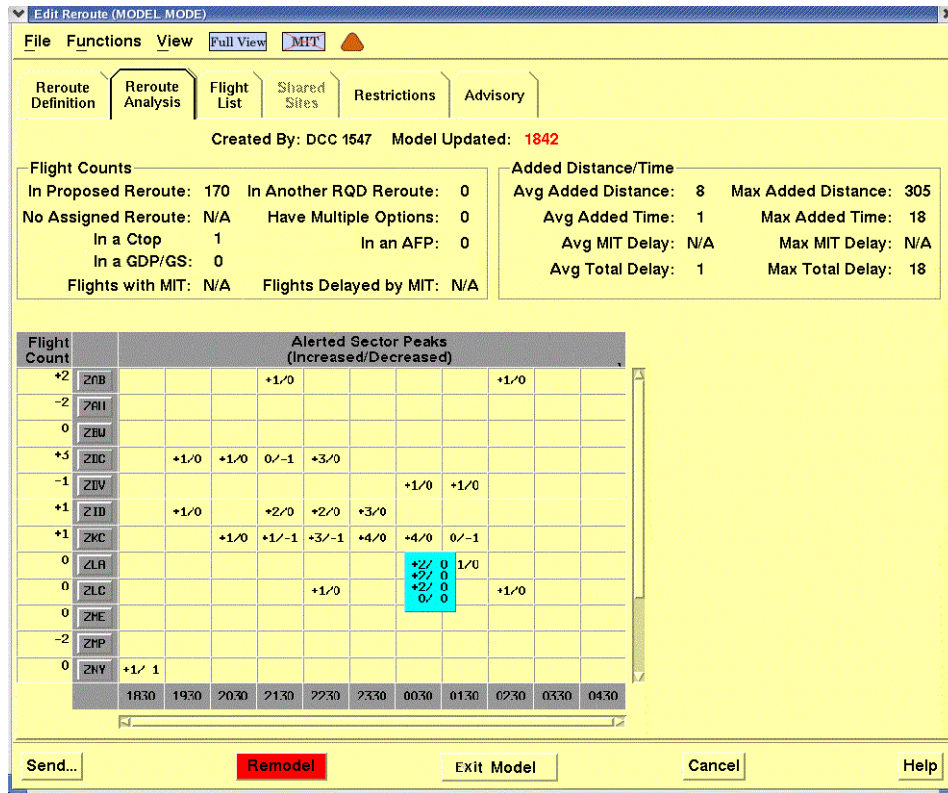 Edit Reroute (MODEL MODE)
File Functions View Full View MIT
Reroute Definition Reroute Analysis Flight List Shared Sites Restrictions Advisory
Created By: DCC 1547 Model Updated: 1842
Flight Counts
In Proposed Reroute: 170 In Another RQD Reroute: 0
No Assigned Reroute: N/A Have Multiple Options: 0
In a Ctop 1 In an AFP: 0
In a GDP/GS: 0
Flights with MIT: N/A Flights Delayed by MIT: N/A
Added Distance/Time
Avg Added Distance: 8 Max Added Distance: 305
Avg Added Time: 1 Max Added Time: 18
Avg MIT Delay: N/A Max MIT Delay: N/A
Avg Total Delay: 1 Max Total Delay: 18
Flight Count
Alerted Sector Peaks
(Increased/Decreased)
+2 ZAB +1/0 +1/0
-2 ZAU
0 ZBW
+3 ZDC +1/0 +1/0 0/-1 +3/0
-1 ZDV +1/0 +1/0
+1 ZID +1/0 +2/0 +2/0 +3/0
+1 ZKC +1/0 +1/-1 +3/-1 +4/0 +4/0 0/-1
0 ZLA 1/0
+2/ 0
+2/ 0
+2/ 0
0/ 0
0 ZLC +1/0 +1/0
0 ZME
-2 ZMP
0 ZNY +1/ 1
1830 1930 2030 2130 2230 2330 0030 0130 0230 0330 0430
Send... Remodel Exit Model Cancel Help